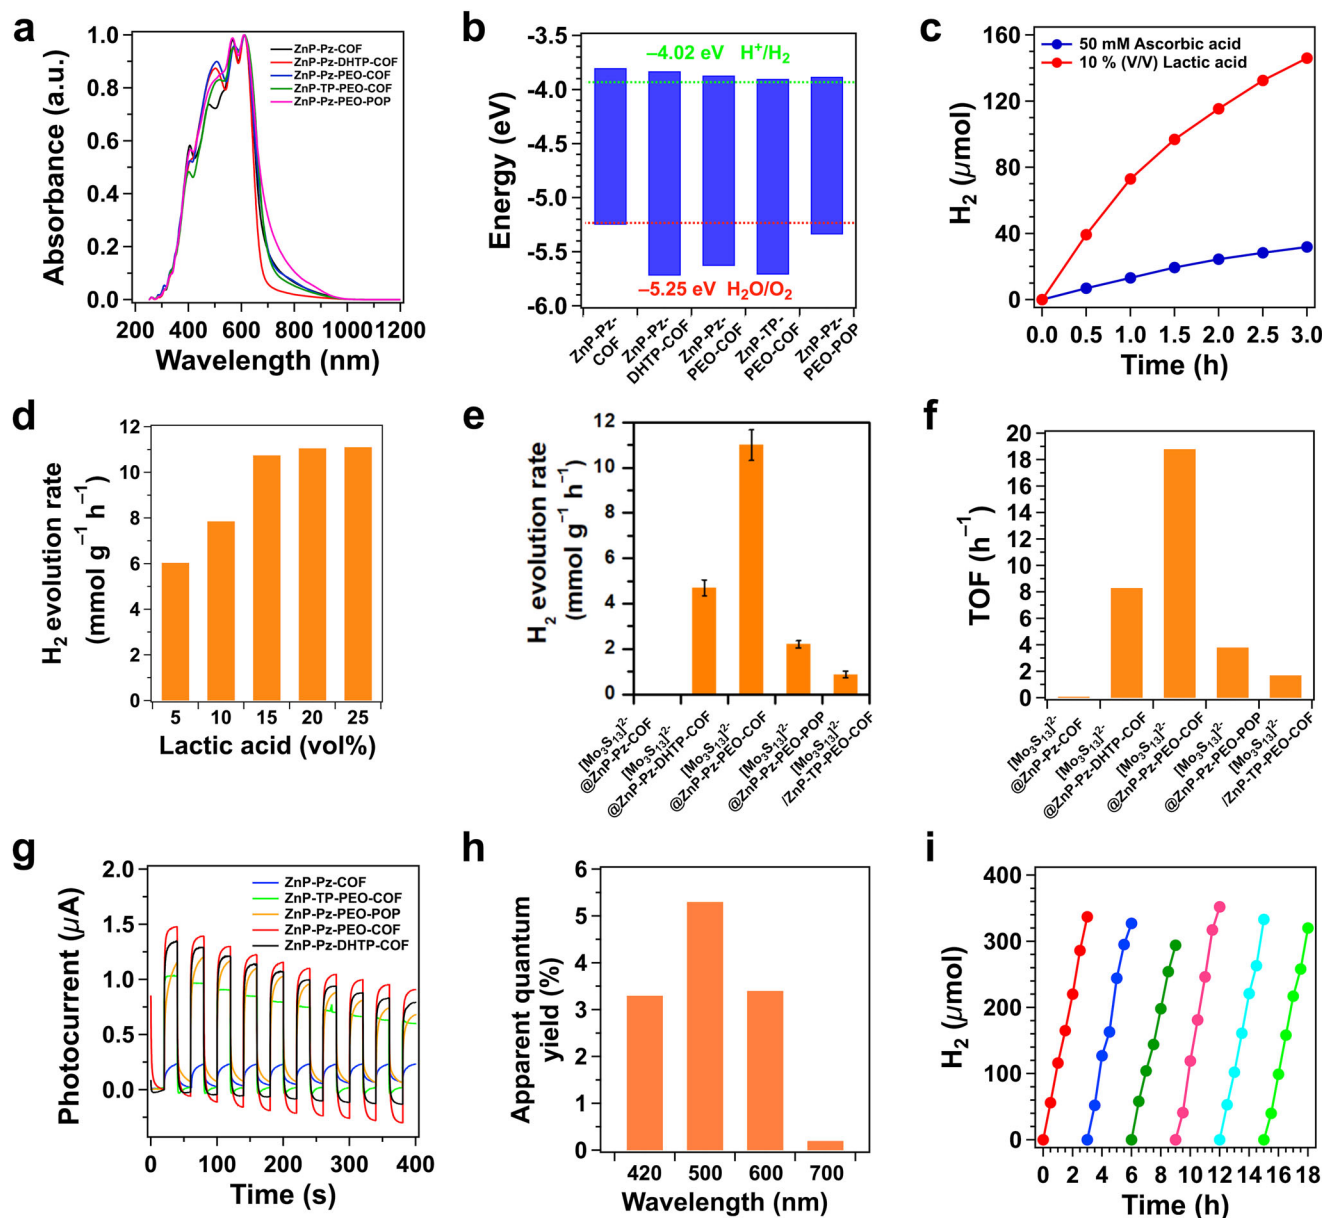 a
Absorbance (a.u.)
1.0
0.8
0.6
0.4
0.2
0.0
ZnP-Pz-COF
ZnP-Pz-DHTP-COF
ZnP-Pz-PEO-COF
ZnP-TP-PEO-COF
ZnP-Pz-PEO-POP
200 400 600 800 1000 1200
Wavelength (nm)
b
Energy (eV)
-3.5
-4.0
-4.5
-5.0
-5.5
-6.0
–4.02 eV H⁺/H₂
–5.25 eV H₂O/O₂
ZnP-Pz-
COF
ZnP-Pz-
DHTP-COF
ZnP-Pz-
PEO-COF
ZnP-TP-
PEO-COF
ZnP-Pz-
PEO-POP
c
H₂ (μmol)
160
120
80
40
0
50 mM Ascorbic acid
10 % (V/V) Lactic acid
0.0 0.5 1.0 1.5 2.0 2.5 3.0
Time (h)
d
H₂ evolution rate
(mmol g⁻¹ h⁻¹)
12
10
8
6
4
2
0
5 10 15 20 25
Lactic acid (vol%)
e
H₂ evolution rate
(mmol g⁻¹ h⁻¹)
12
10
8
6
4
2
0
[Mo₃S₁₃]²⁻
@ZnP-Pz-COF
[Mo₃S₁₃]²⁻
@ZnP-Pz-DHTP-COF
[Mo₃S₁₃]²⁻
@ZnP-Pz-PEO-COF
[Mo₃S₁₃]²⁻
@ZnP-Pz-PEO-POP
[Mo₃S₁₃]²⁻
/ZnP-TP-PEO-COF
f
TOF (h⁻¹)
20
18
16
14
12
10
8
6
4
2
0
[Mo₃S₁₃]²⁻
@ZnP-Pz-COF
[Mo₃S₁₃]²⁻
@ZnP-Pz-DHTP-COF
[Mo₃S₁₃]²⁻
@ZnP-Pz-PEO-COF
[Mo₃S₁₃]²⁻
@ZnP-Pz-PEO-POP
[Mo₃S₁₃]²⁻
/ZnP-TP-PEO-COF
g
Photocurrent (μA)
2.0
1.5
1.0
0.5
0.0
ZnP-Pz-COF
ZnP-TP-PEO-COF
ZnP-Pz-PEO-POP
ZnP-Pz-PEO-COF
ZnP-Pz-DHTP-COF
0 100 200 300 400
Time (s)
h
Apparent quantum
yield (%)
6
5
4
3
2
1
0
420 500 600 700
Wavelength (nm)
i
H₂ (μmol)
400
300
200
100
0
0 2 4 6 8 10 12 14 16 18
Time (h)